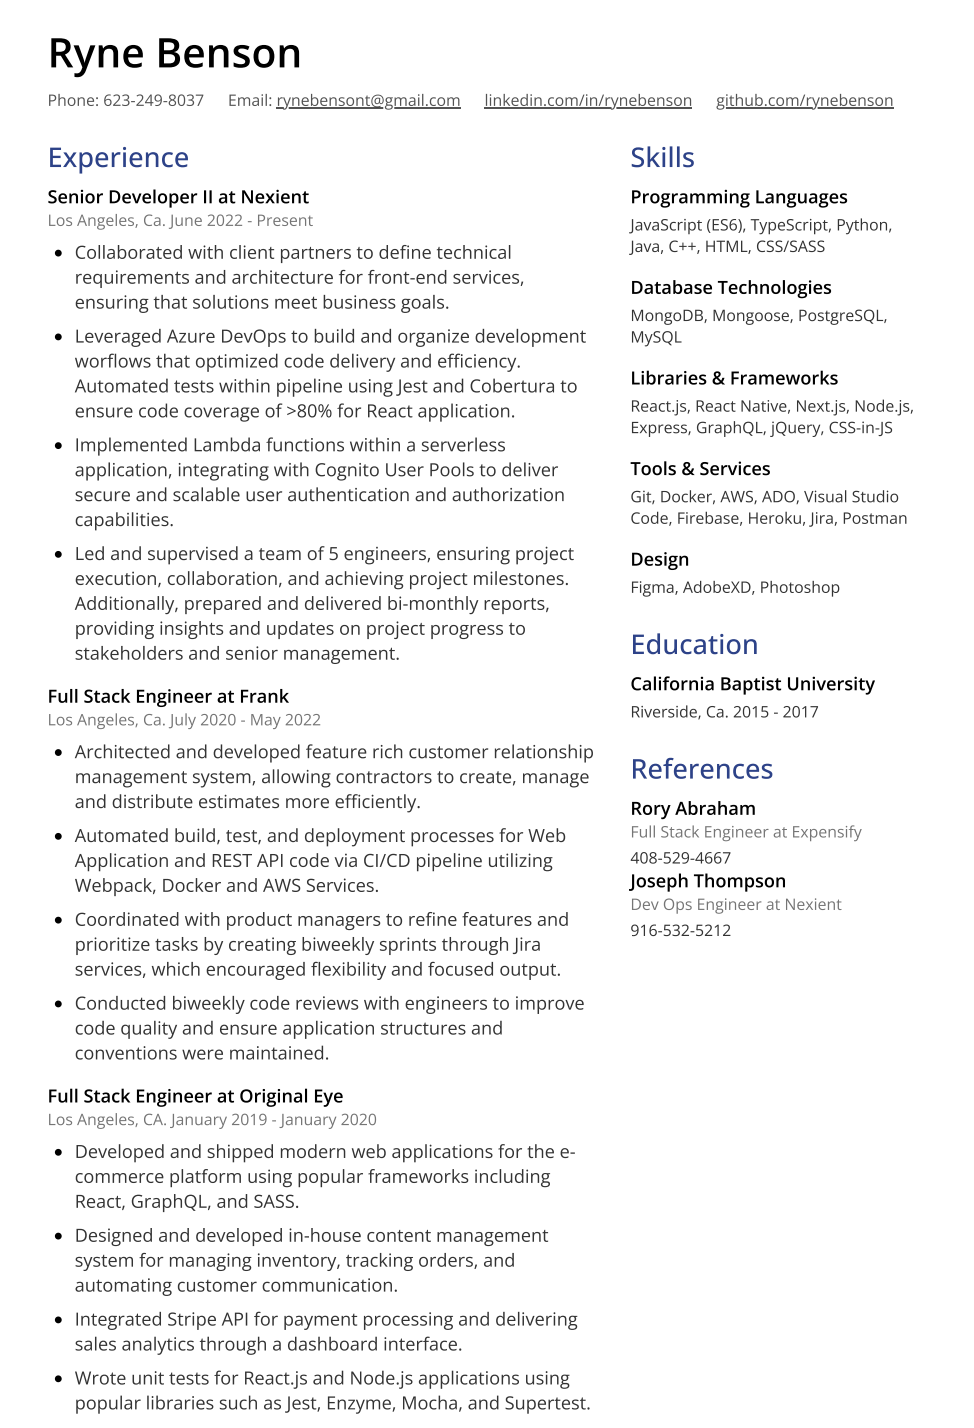 Ryne Benson
Phone: 623-249-8037 Email: rynebensont@gmail.com linkedin.com/in/rynebenson github.com/rynebenson
Experience
Senior Developer II at Nexient
Los Angeles, Ca. June 2022 - Present
• Collaborated with client partners to define technical
requirements and architecture for front-end services,
ensuring that solutions meet business goals.
• Leveraged Azure DevOps to build and organize development
worflows that optimized code delivery and efficiency.
Automated tests within pipeline using Jest and Cobertura to
ensure code coverage of >80% for React application.
• Implemented Lambda functions within a serverless
application, integrating with Cognito User Pools to deliver
secure and scalable user authentication and authorization
capabilities.
• Led and supervised a team of 5 engineers, ensuring project
execution, collaboration, and achieving project milestones.
Additionally, prepared and delivered bi-monthly reports,
providing insights and updates on project progress to
stakeholders and senior management.
Full Stack Engineer at Frank
Los Angeles, Ca. July 2020 - May 2022
• Architected and developed feature rich customer relationship
management system, allowing contractors to create, manage
and distribute estimates more efficiently.
• Automated build, test, and deployment processes for Web
Application and REST API code via CI/CD pipeline utilizing
Webpack, Docker and AWS Services.
• Coordinated with product managers to refine features and
prioritize tasks by creating biweekly sprints through Jira
services, which encouraged flexibility and focused output.
• Conducted biweekly code reviews with engineers to improve
code quality and ensure application structures and
conventions were maintained.
Full Stack Engineer at Original Eye
Los Angeles, CA. January 2019 - January 2020
• Developed and shipped modern web applications for the e-
commerce platform using popular frameworks including
React, GraphQL, and SASS.
• Designed and developed in-house content management
system for managing inventory, tracking orders, and
automating customer communication.
• Integrated Stripe API for payment processing and delivering
sales analytics through a dashboard interface.
• Wrote unit tests for React.js and Node.js applications using
popular libraries such as Jest, Enzyme, Mocha, and Supertest.
Skills
Programming Languages
JavaScript (ES6), TypeScript, Python,
Java, C++, HTML, CSS/SASS
Database Technologies
MongoDB, Mongoose, PostgreSQL,
MySQL
Libraries & Frameworks
React.js, React Native, Next.js, Node.js,
Express, GraphQL, jQuery, CSS-in-JS
Tools & Services
Git, Docker, AWS, ADO, Visual Studio
Code, Firebase, Heroku, Jira, Postman
Design
Figma, AdobeXD, Photoshop
Education
California Baptist University
Riverside, Ca. 2015 - 2017
References
Rory Abraham
Full Stack Engineer at Expensify
408-529-4667
Joseph Thompson
Dev Ops Engineer at Nexient
916-532-5212